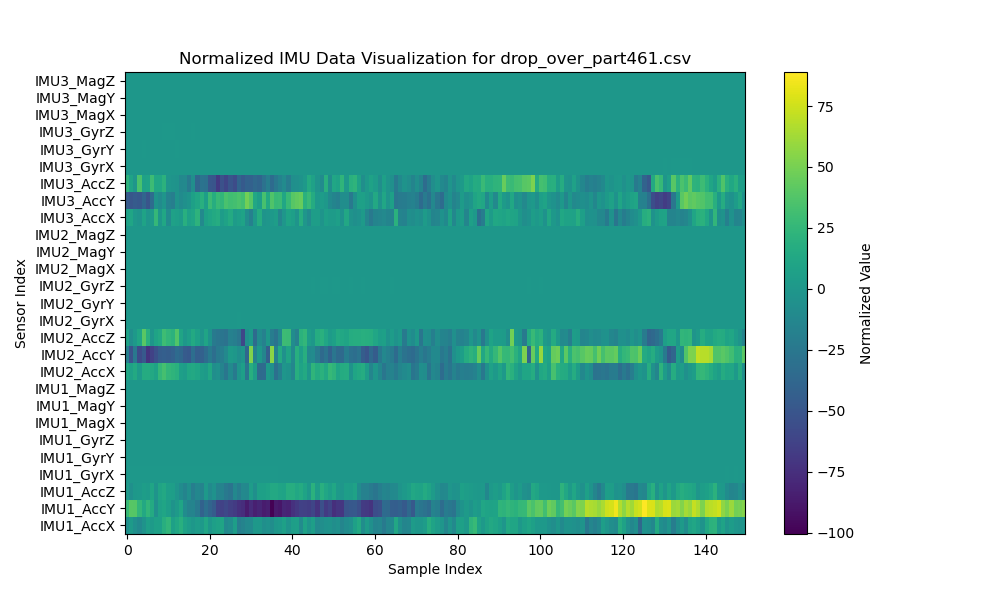 Normalized IMU Data Visualization for drop_over_part461.csv
IMU3_MagZ
IMU3_MagY
IMU3_MagX
IMU3_GyrZ
IMU3_GyrY
IMU3_GyrX
IMU3_AccZ
IMU3_AccY
IMU3_AccX
IMU2_MagZ
IMU2_MagY
IMU2_MagX
IMU2_GyrZ
IMU2_GyrY
IMU2_GyrX
IMU2_AccZ
IMU2_AccY
IMU2_AccX
IMU1_MagZ
IMU1_MagY
IMU1_MagX
IMU1_GyrZ
IMU1_GyrY
IMU1_GyrX
IMU1_AccZ
IMU1_AccY
IMU1_AccX
Sensor Index
0 20 40 60 80 100 120 140
Sample Index
75
50
25
0
−25
−50
−75
−100
Normalized Value